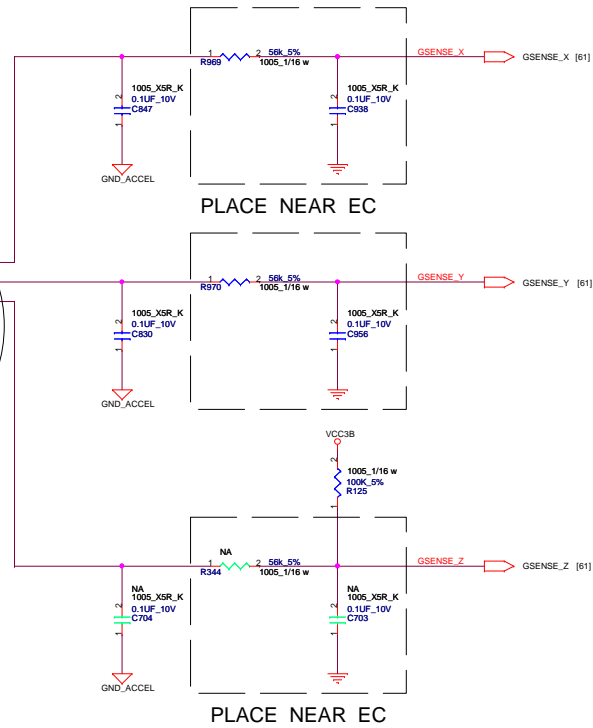 1 2 56k_5% GSENSE_X GSENSE_X [61]
R969 1005_1/16 w
1005_X5R_K 1005_X5R_K
2 0.1UF_10V 2 0.1UF_10V
C847 C938
1 1
GND_ACCEL
PLACE NEAR EC
1 2 56k_5% GSENSE_Y GSENSE_Y [61]
R970 1005_1/16 w
1005_X5R_K 1005_X5R_K
2 0.1UF_10V 2 0.1UF_10V
C830 C956
1 1
GND_ACCEL
VCC3B
2 1005_1/16 w
100K_5%
R125
1
NA
1 2 56k_5% GSENSE_Z GSENSE_Z [61]
R344 1005_1/16 w
NA NA
1005_X5R_K 1005_X5R_K
2 0.1UF_10V 2 0.1UF_10V
C704 C703
1 1
GND_ACCEL
PLACE NEAR EC